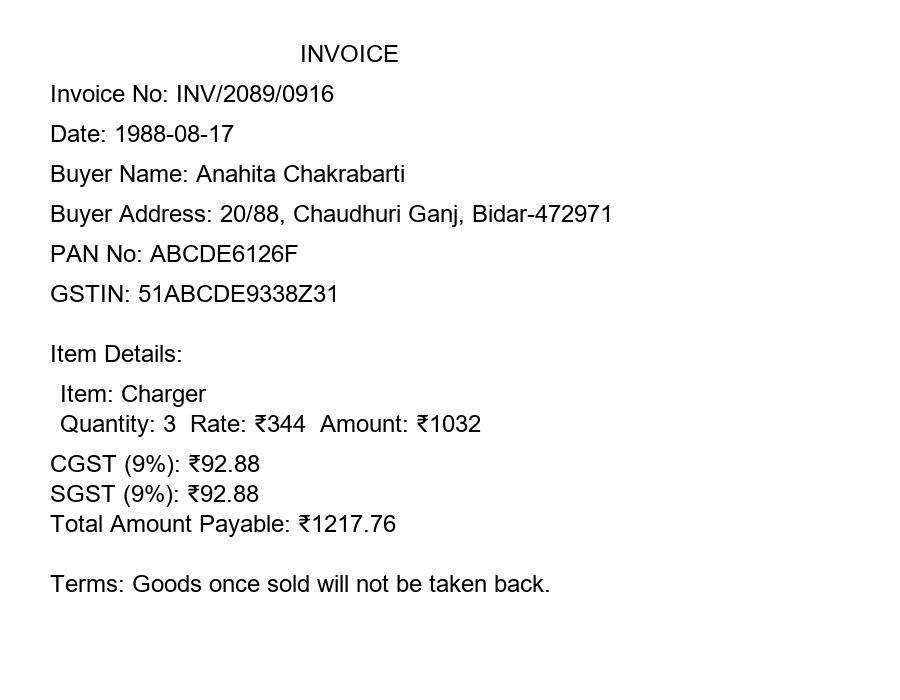 INVOICE
Invoice No: INV/2089/0916
Date: 1988-08-17
Buyer Name: Anahita Chakrabarti
Buyer Address: 20/88, Chaudhuri Ganj, Bidar-472971
PAN No: ABCDE6126F
GSTIN: 51ABCDE9338Z31
Item Details:
Item: Charger
Quantity: 3  Rate: ₹344  Amount: ₹1032
CGST (9%): ₹92.88
SGST (9%): ₹92.88
Total Amount Payable: ₹1217.76
Terms: Goods once sold will not be taken back.